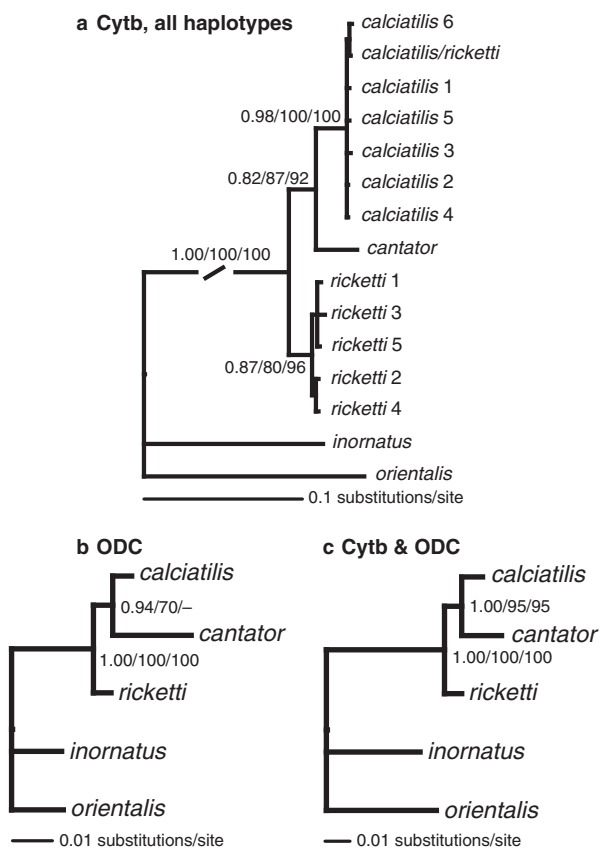 a Cytb, all haplotypes
calciatilis 6
calciatilis/ricketti
calciatilis 1
0.98/100/100
calciatilis 5
calciatilis 3
0.82/87/92
calciatilis 2
calciatilis 4
cantator
1.00/100/100
ricketti 1
ricketti 3
ricketti 5
0.87/80/96
ricketti 2
ricketti 4
inornatus
orientalis
0.1 substitutions/site
b ODC
calciatilis
0.94/70/–
cantator
1.00/100/100
ricketti
inornatus
orientalis
0.01 substitutions/site
c Cytb & ODC
calciatilis
1.00/95/95
cantator
1.00/100/100
ricketti
inornatus
orientalis
0.01 substitutions/site